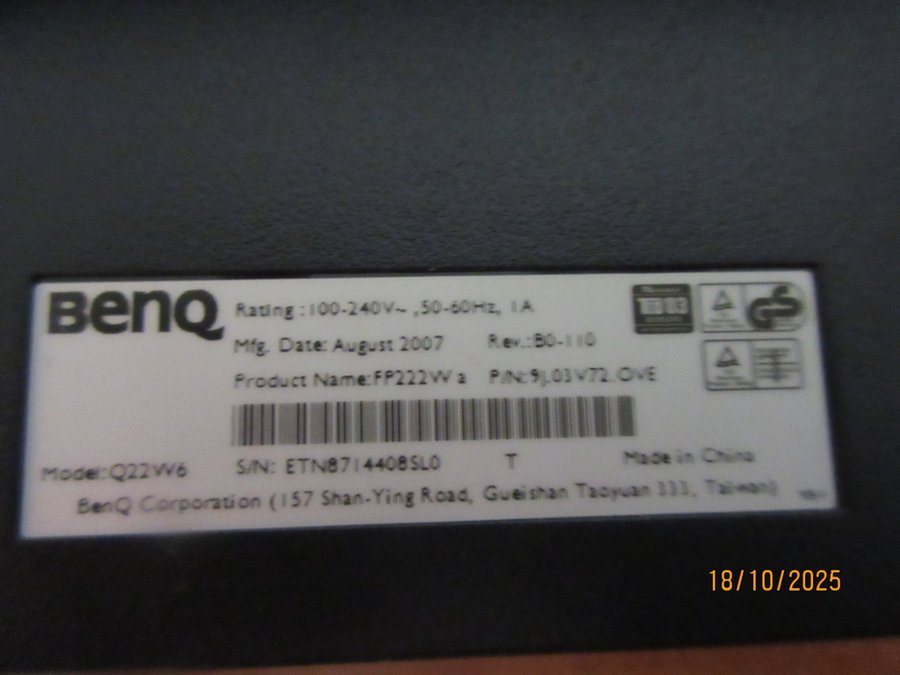 BenQ
Rating :100-240V~ ,50-60Hz, 1A
Mfg. Date: August 2007 Rev.:B0-110
Product Name:FP222W a P/N:9J.03V72.OVE
Model:Q22W6 S/N: ETN8714408SL0 T Made in China
BenQ Corporation (157 Shan-Ying Road, Gueishan Taoyuan 333, Taiwan)
18/10/2025